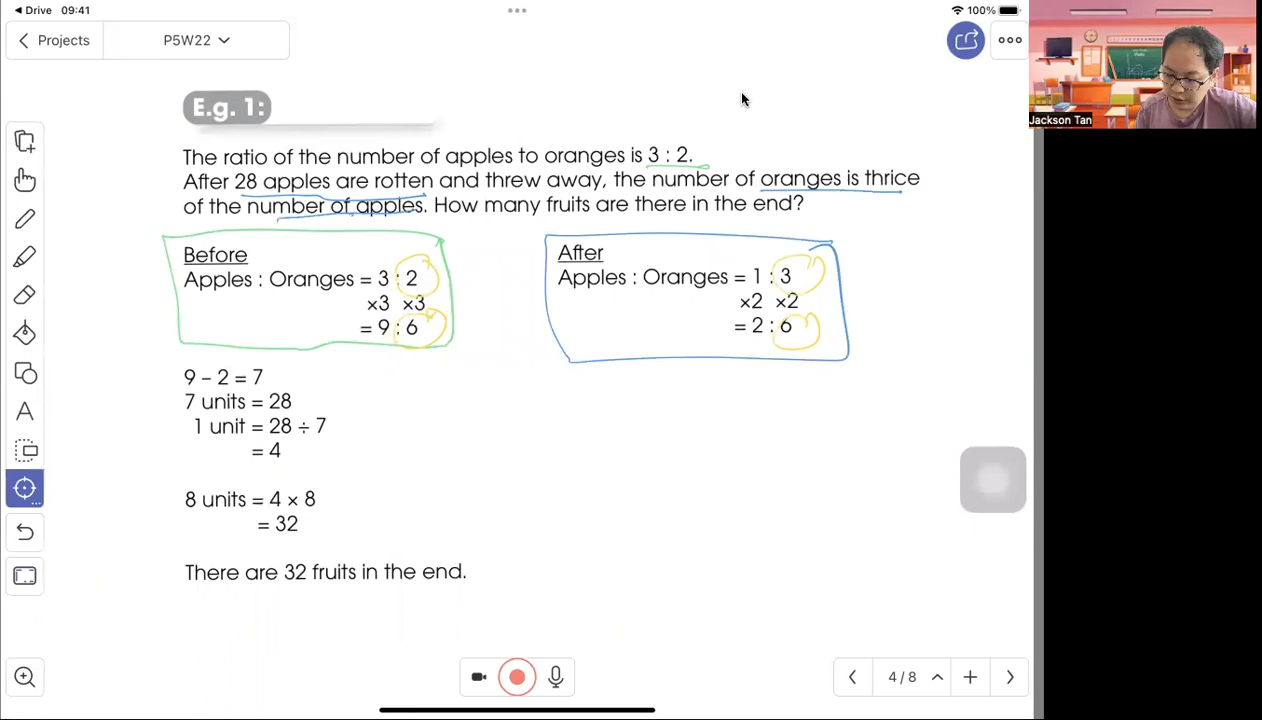 Drive 09:41
100%
Projects
P5W22
Jackson Tan
E.g. 1:
The ratio of the number of apples to oranges is 3 : 2.
After 28 apples are rotten and threw away, the number of oranges is thrice
of the number of apples. How many fruits are there in the end?
Before
Apples : Oranges = 3 : 2
×3 ×3
= 9 : 6
After
Apples : Oranges = 1 : 3
×2 ×2
= 2 : 6
9 – 2 = 7
7 units = 28
1 unit = 28 ÷ 7
= 4
8 units = 4 × 8
= 32
There are 32 fruits in the end.
4 / 8